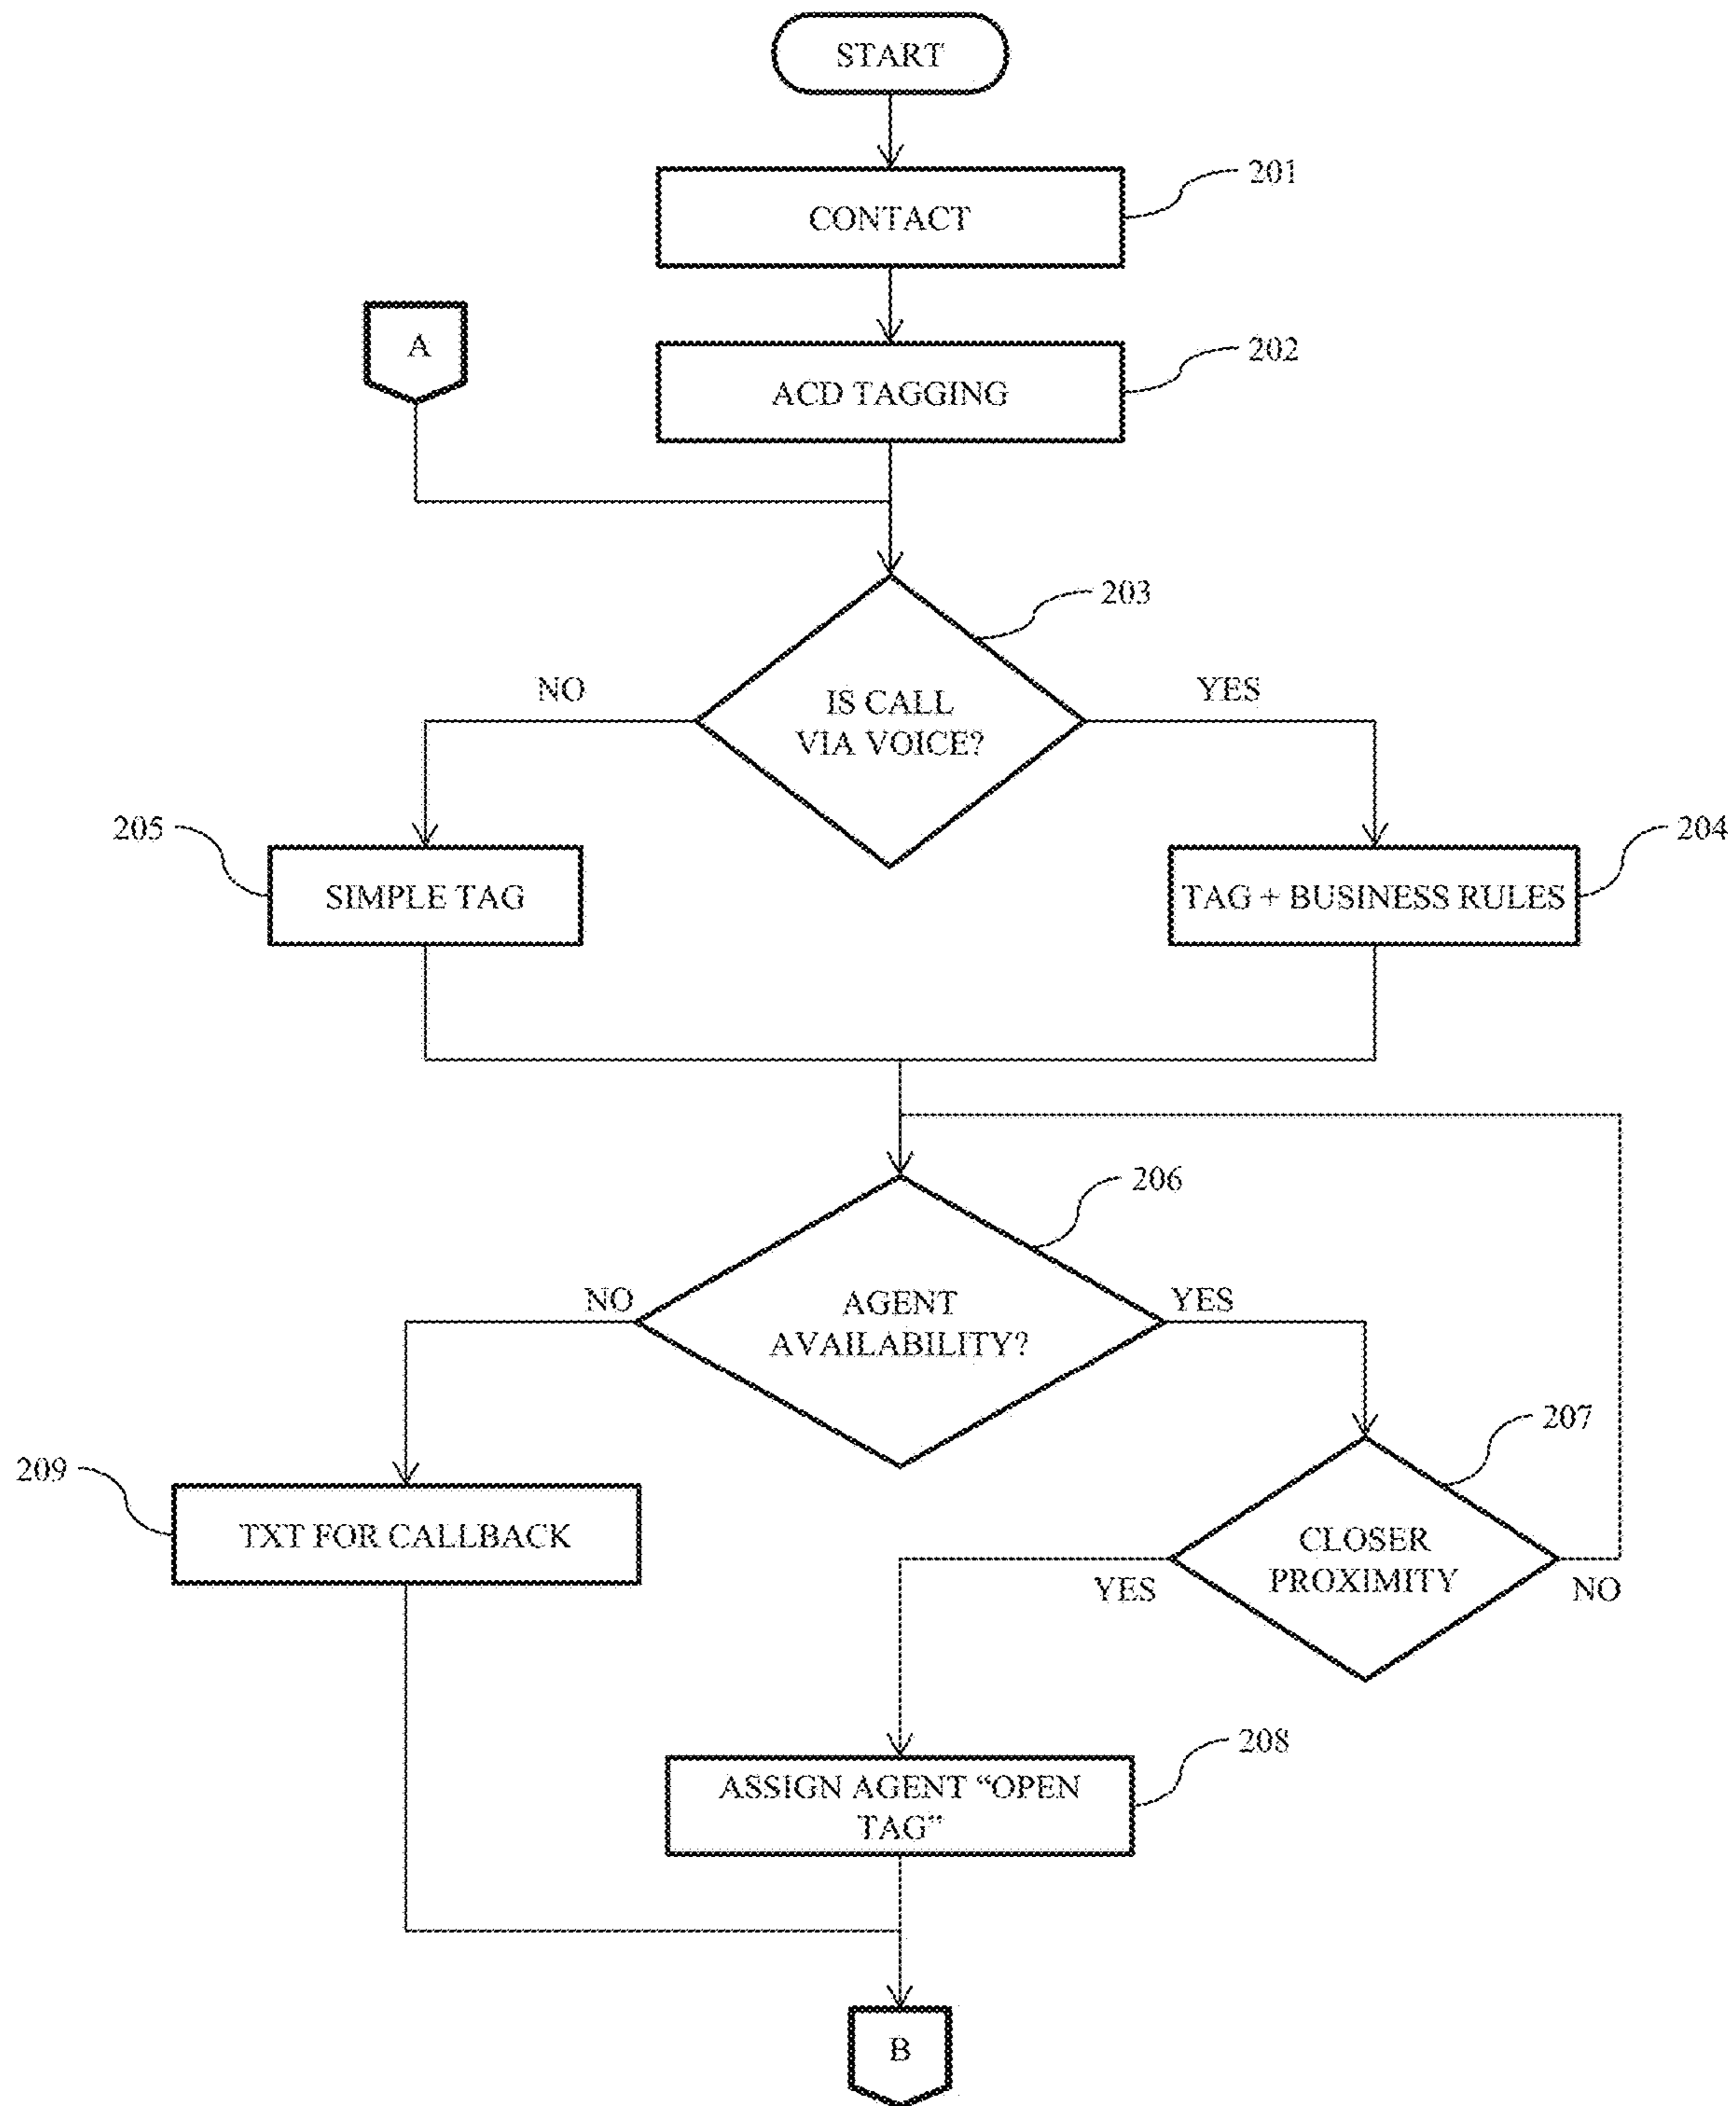 START
201
CONTACT
A
202
ACD TAGGING
203
NO
YES
IS CALL
VIA VOICE?
205
204
SIMPLE TAG
TAG + BUSINESS RULES
206
NO
YES
AGENT
AVAILABILITY?
207
209
TXT FOR CALLBACK
CLOSER
PROXIMITY
YES
NO
208
ASSIGN AGENT “OPEN
TAG”
B